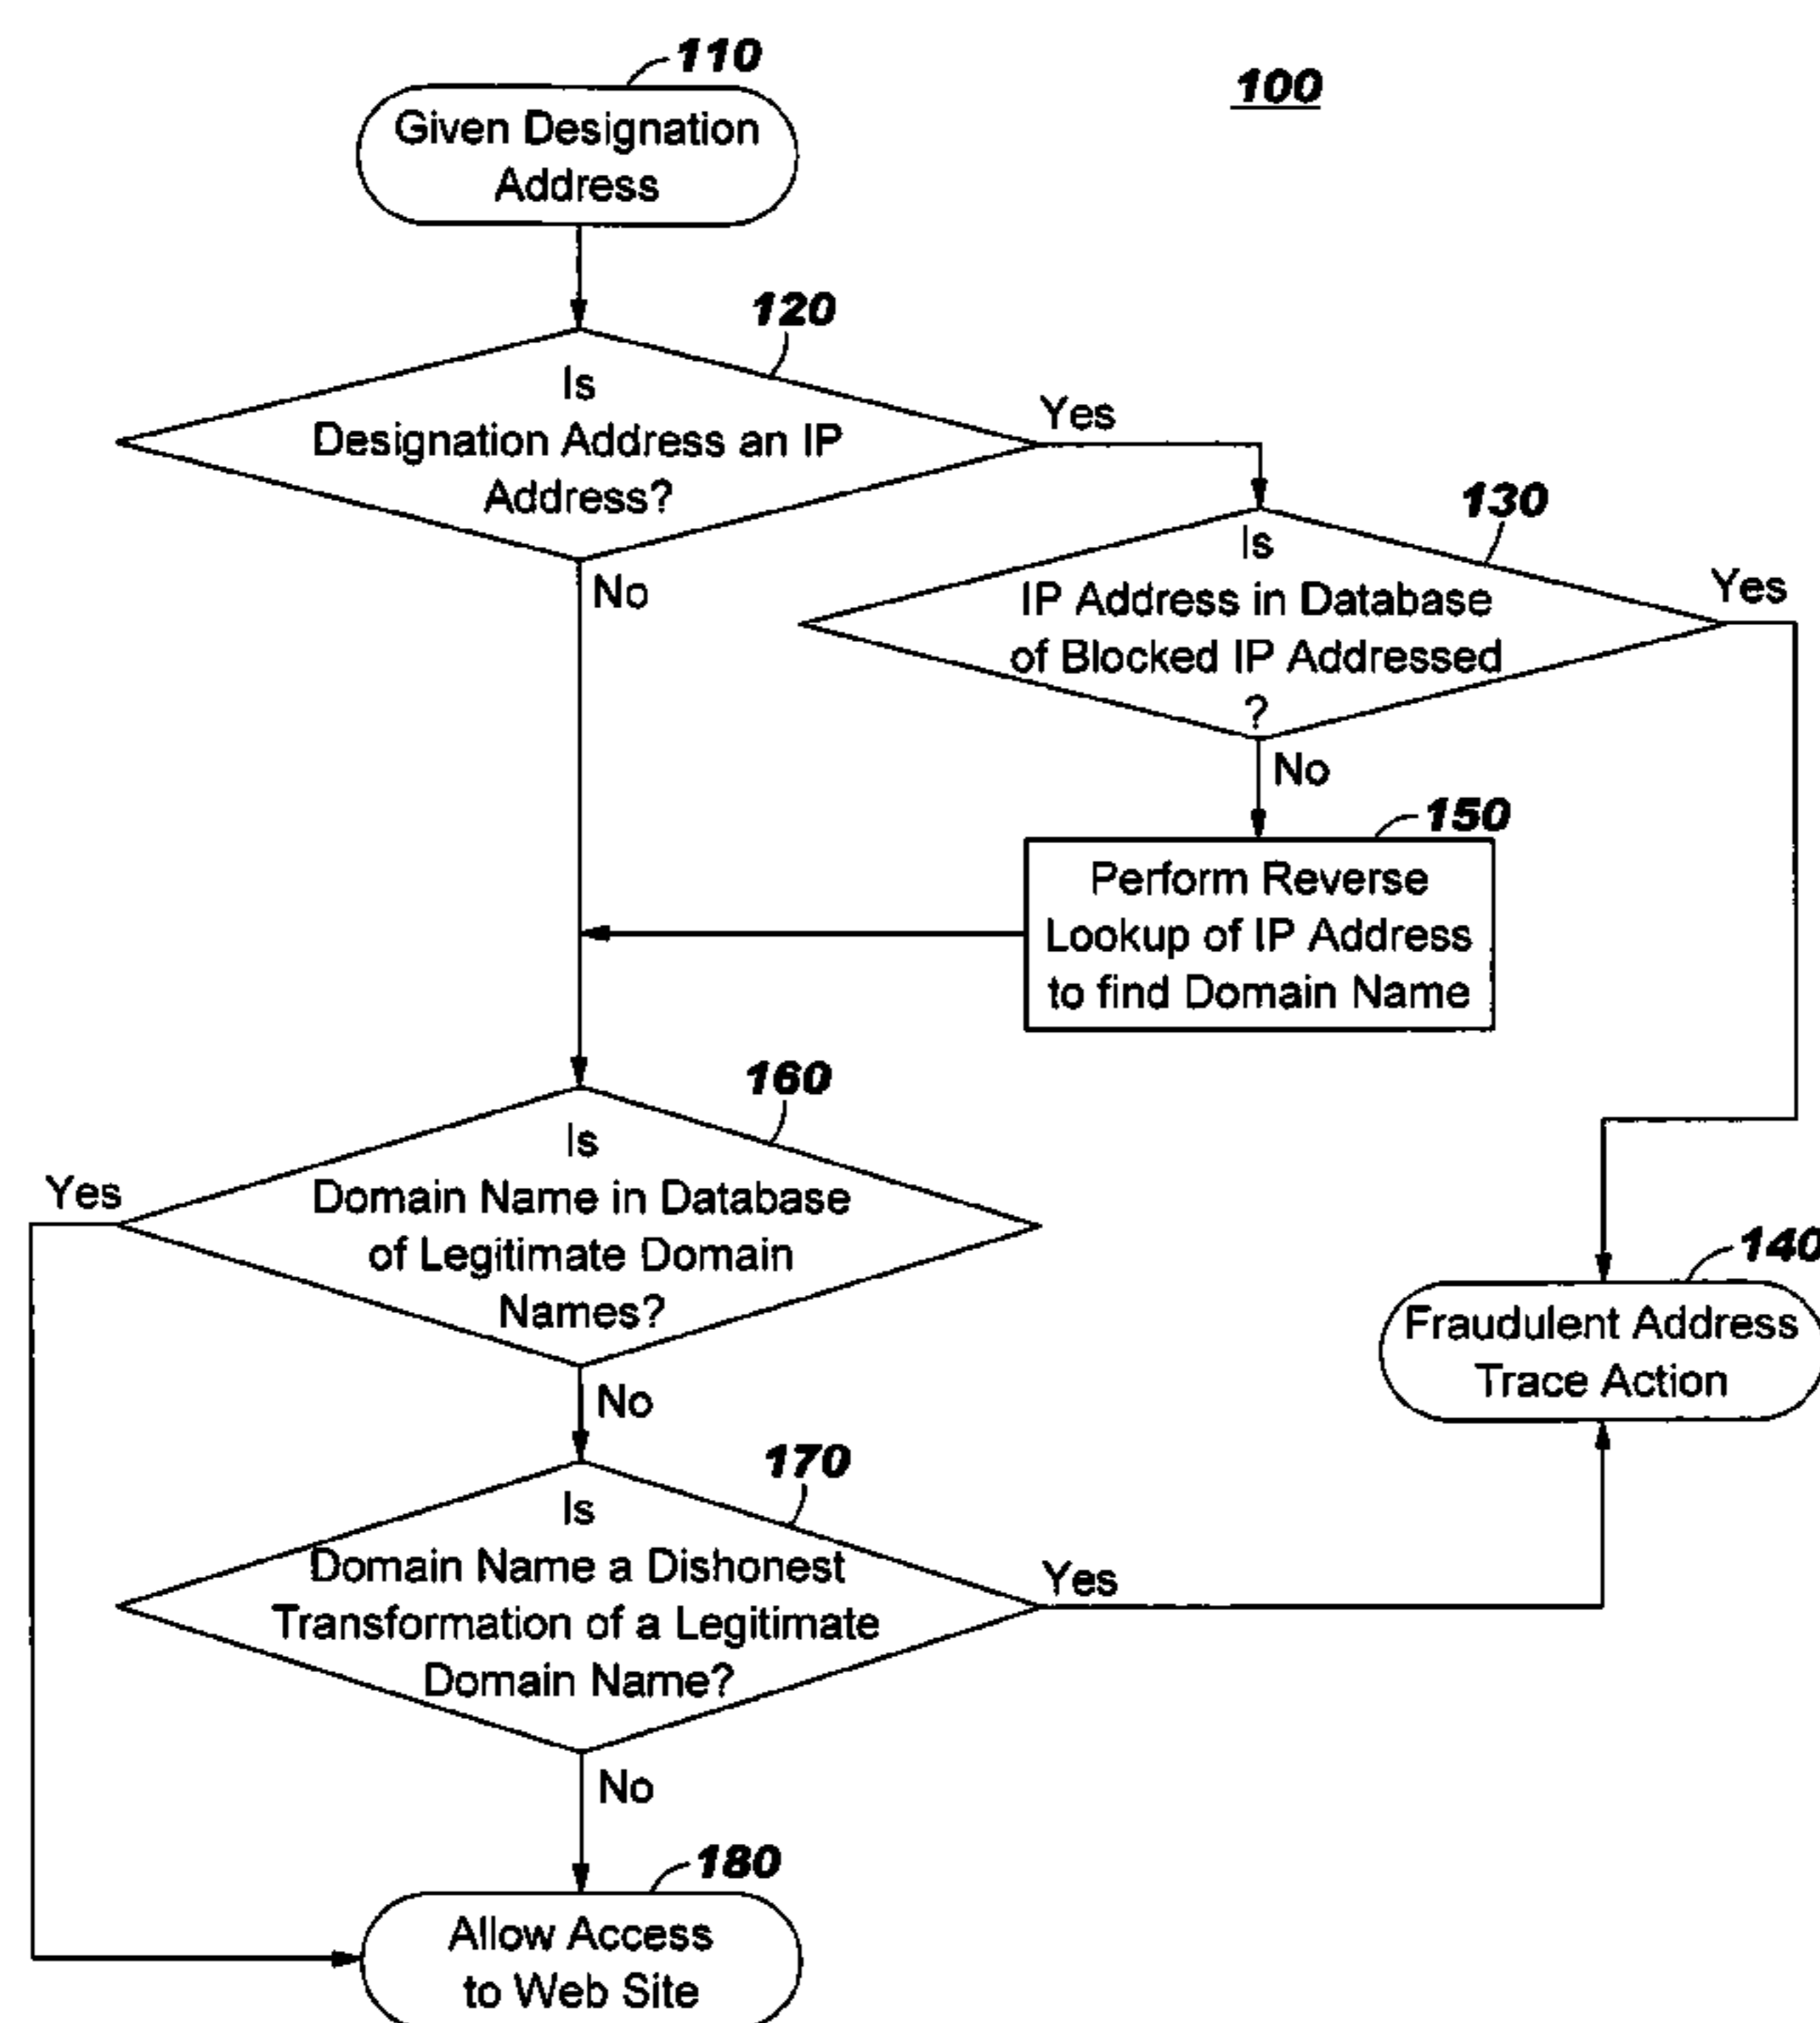 110
100
Given Designation
Address
120
Is
Designation Address an IP
Address?
Yes
No
130
Is
IP Address in Database
of Blocked IP Addressed
?
Yes
No
150
Perform Reverse
Lookup of IP Address
to find Domain Name
160
Is
Domain Name in Database
of Legitimate Domain
Names?
Yes
No
140
Fraudulent Address
Trace Action
170
Is
Domain Name a Dishonest
Transformation of a Legitimate
Domain Name?
Yes
No
180
Allow Access
to Web Site